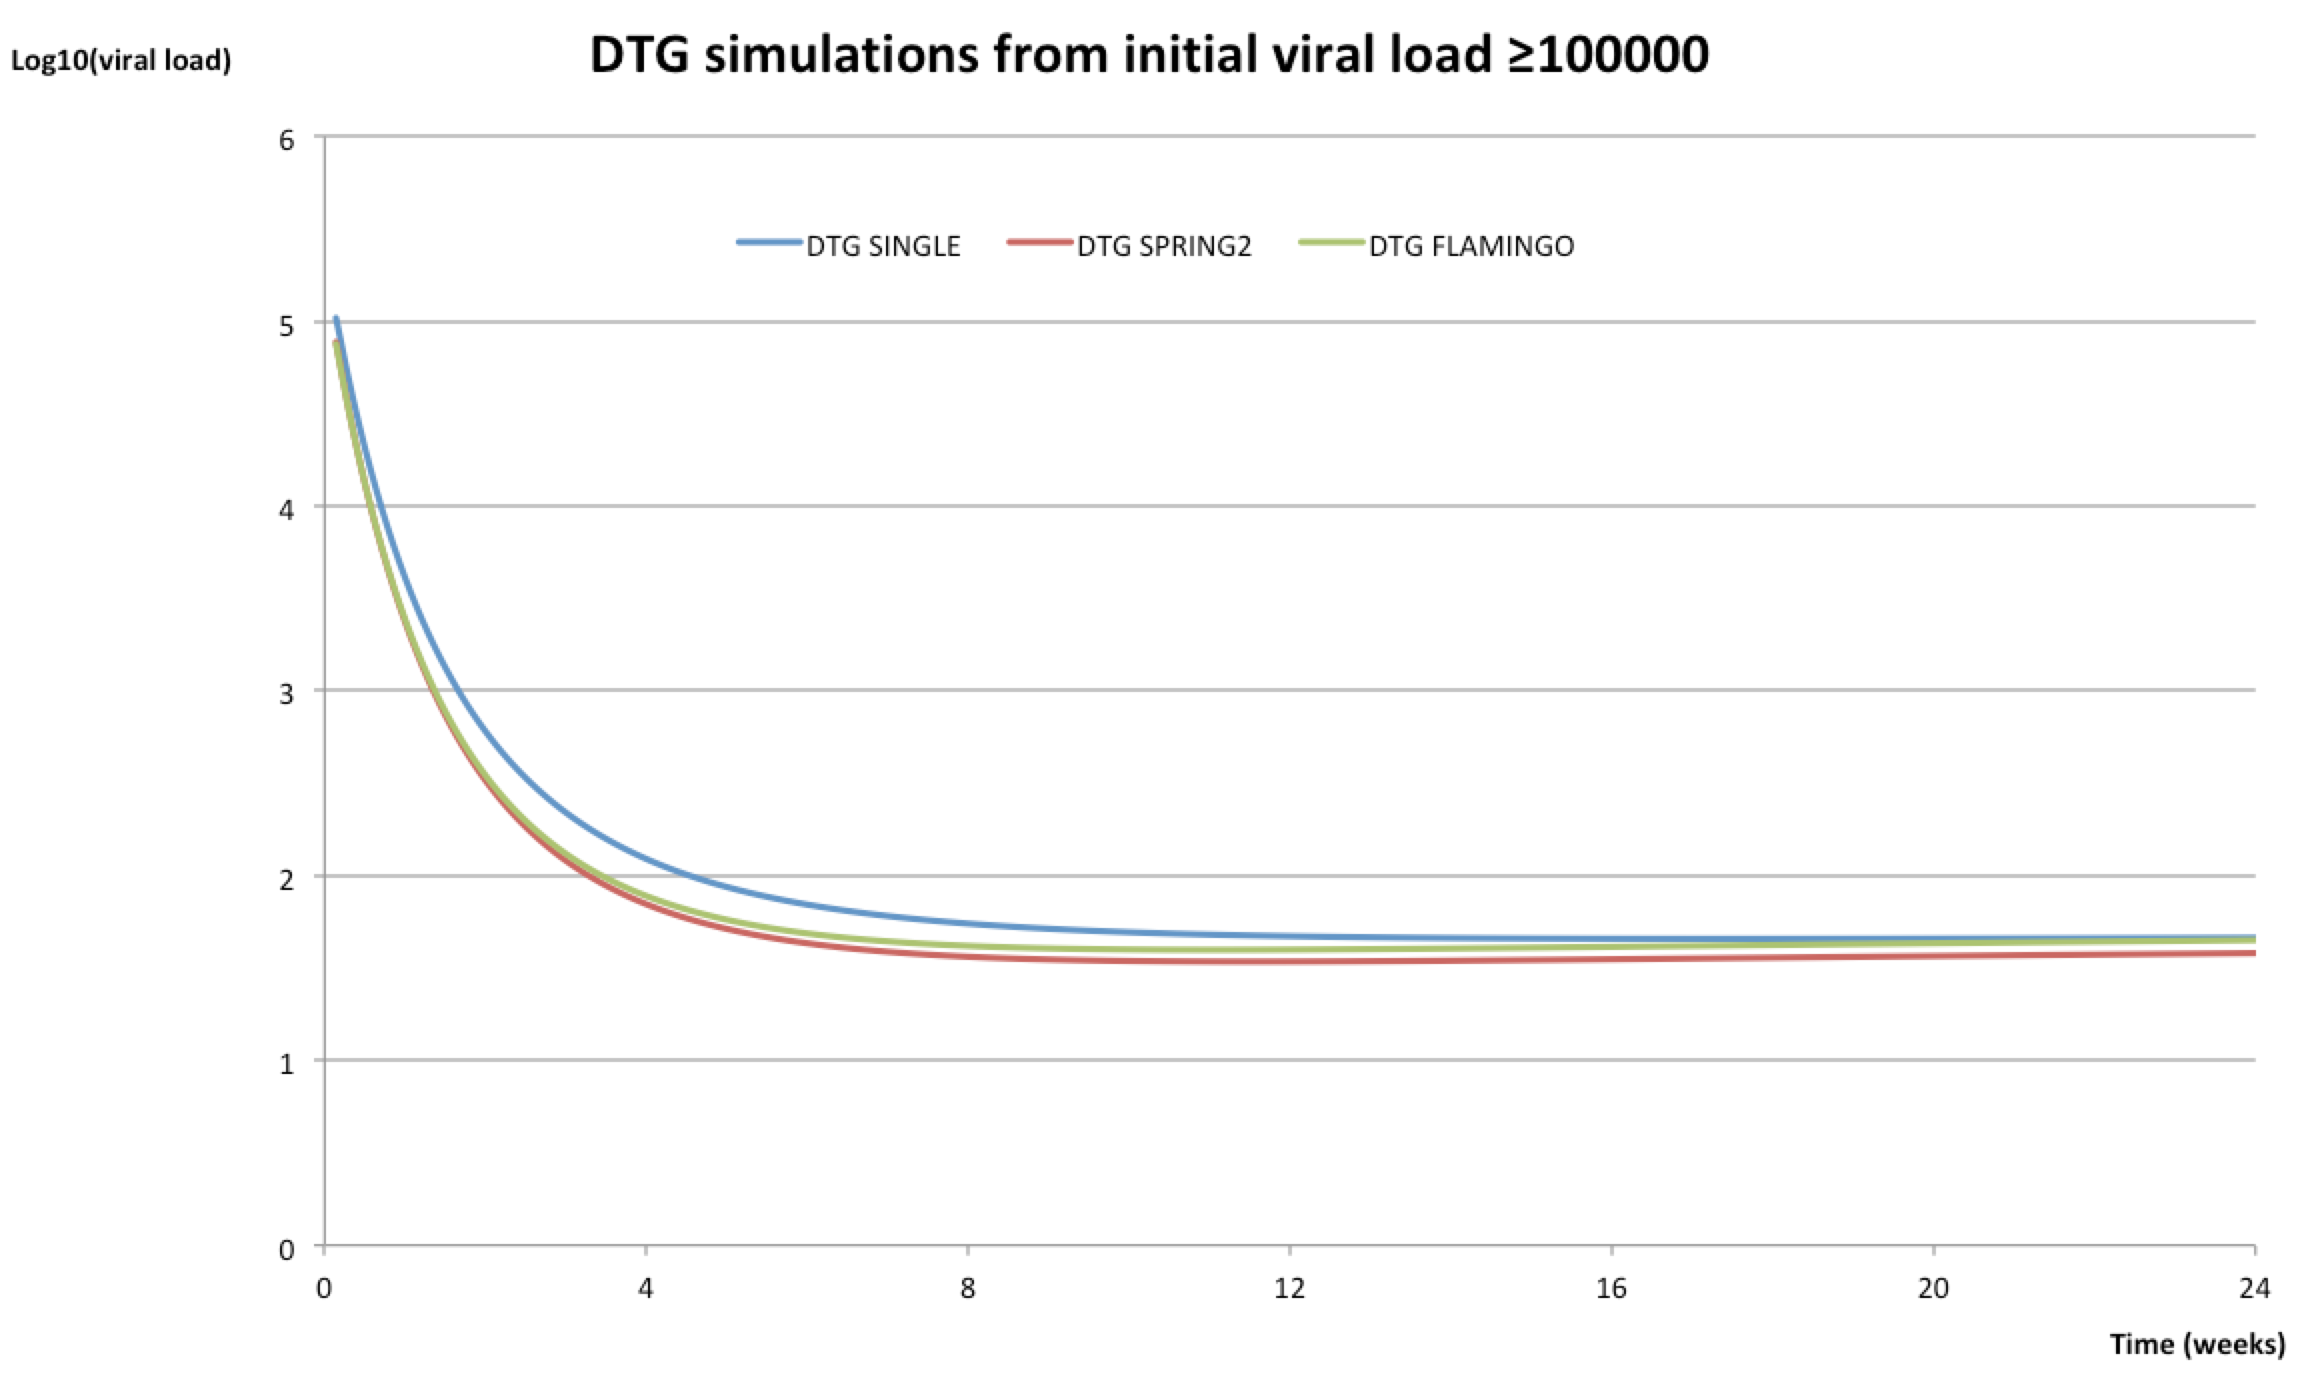 DTG simulations from initial viral load ≥100000
Log10(viral load)
6
DTG SINGLE DTG SPRING2 DTG FLAMINGO
5
4
3
2
1
0
0 4 8 12 16 20 24
Time (weeks)